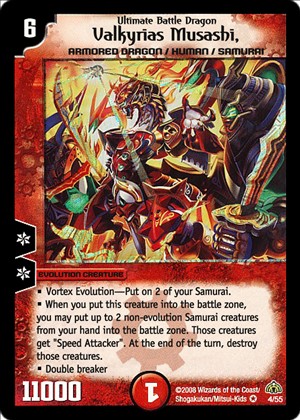 6
Ultimate Battle Dragon
Valkyrias Musashi,
ARMORED DRAGON / HUMAN / SAMURAI
EVOLUTION CREATURE
▪ Vortex Evolution—Put on 2 of your Samurai.
▪ When you put this creature into the battle zone,
you may put up to 2 non-evolution Samurai creatures
from your hand into the battle zone. Those creatures
get "Speed Attacker". At the end of the turn, destroy
those creatures.
▪ Double breaker
11000
1
©2008 Wizards of the Coast/
Shogakukan/Mitsui-Kids ✪ 4/55